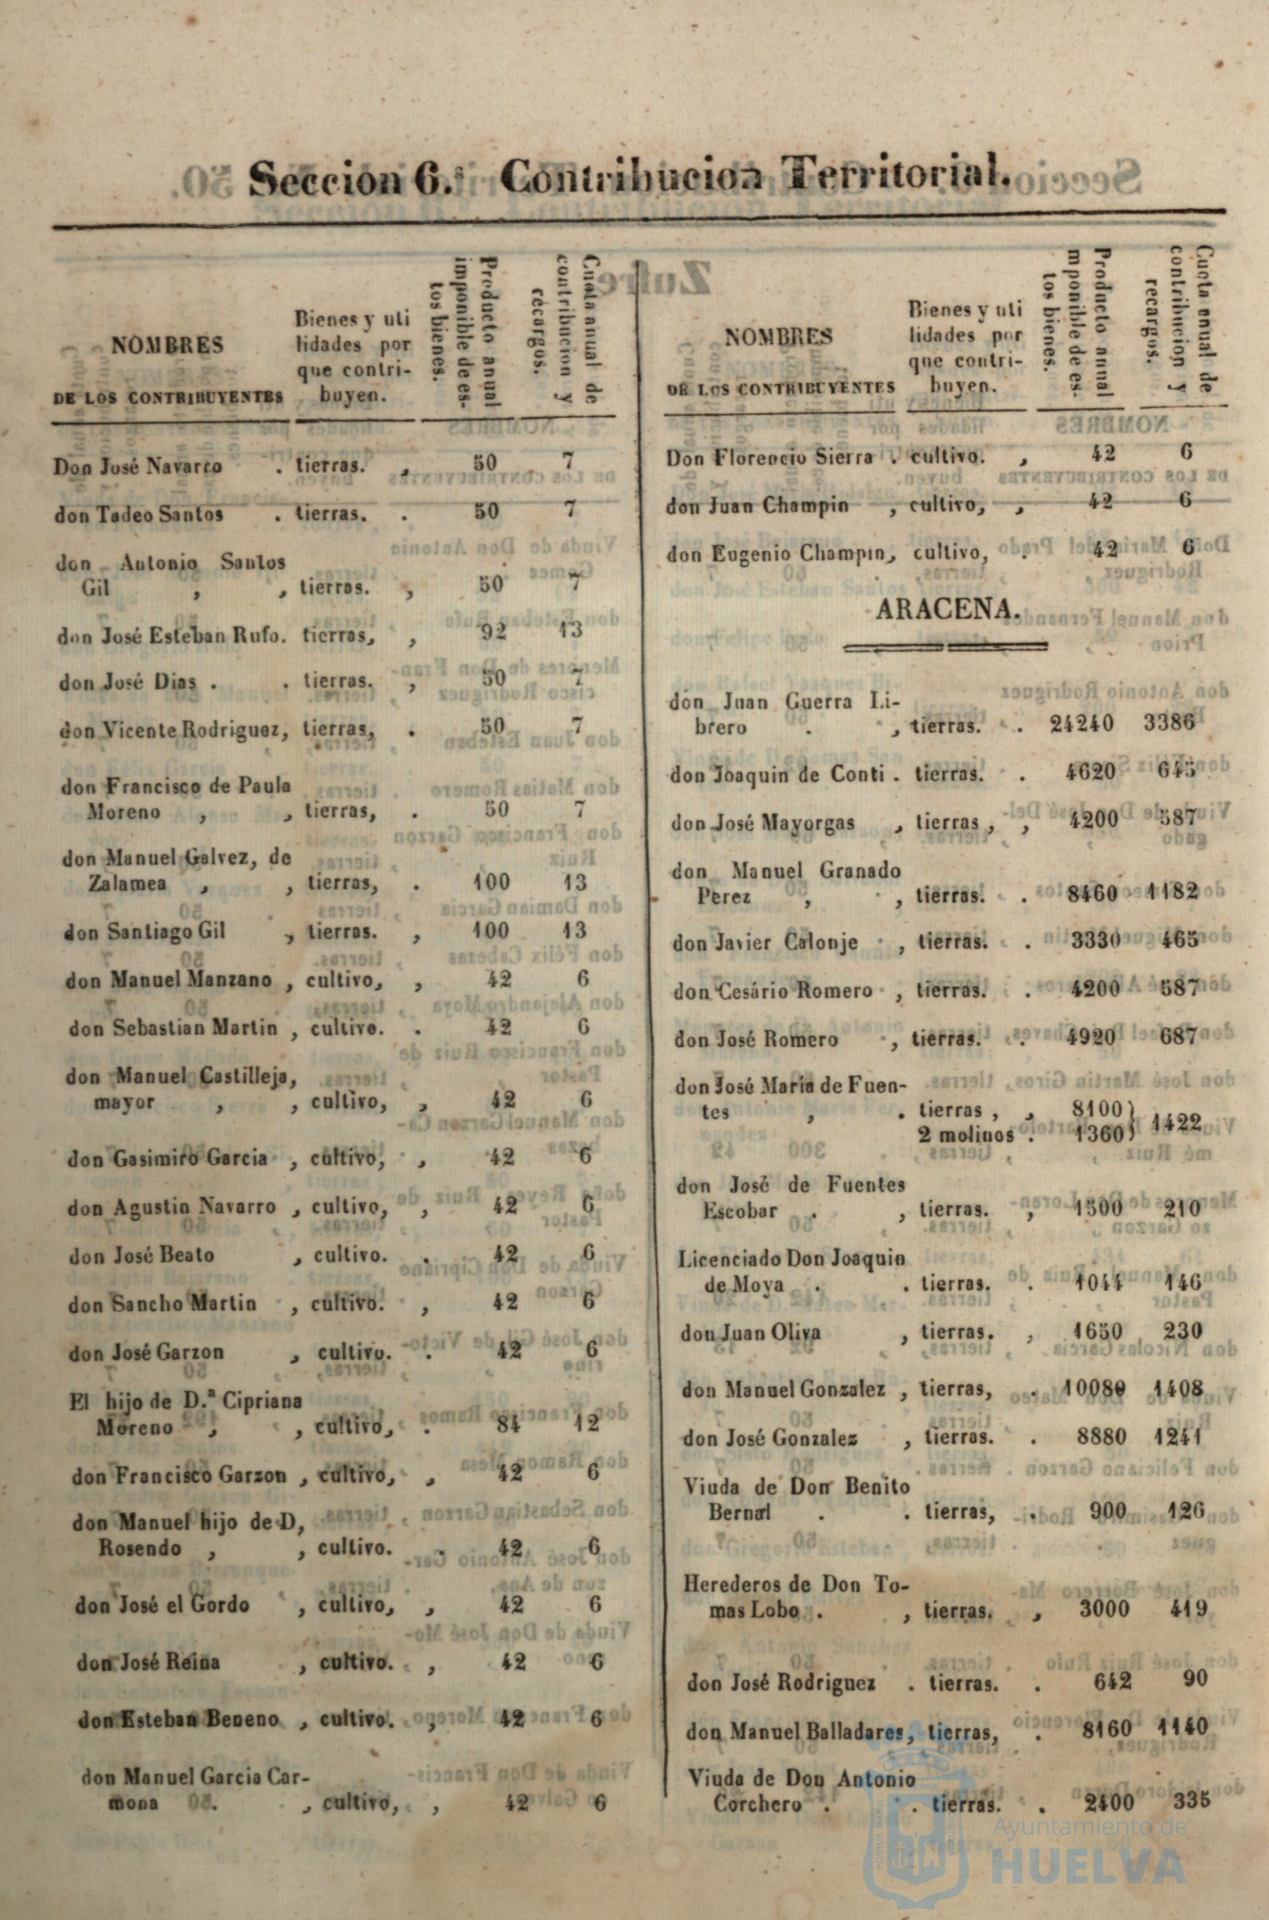 Seccion 6.ª Contribucion Territorial.
NOMBRES
DE LOS CONTRIBUYENTES
Bienes y uti
lidades por
que contri-
buyen.
Producto anual
imponible de es-
tos bienes.
Cuota anual de
contribucion y
recargos.
Don José Navarro . tierras. , 50 7
don Tadeo Santos . tierras. . 50 7
don Antonio Santos
Gil , , tierras. , 50 7
don José Esteban Rufo. tierras, , 92 13
don José Dias . . tierras. , 50 7
don Vicente Rodriguez, tierras, . 50 7
don Francisco de Paula
Moreno , , tierras, . 50 7
don Manuel Galvez, de
Zalamea , , tierras, . 100 13
don Santiago Gil , tierras. , 100 13
don Manuel Manzano , cultivo, , 42 6
don Sebastian Martin , cultivo. . 42 6
don Manuel Castilleja,
mayor , , cultivo, , 42 6
don Gasimiro Garcia , cultivo, , 42 6
don Agustin Navarro , cultivo, , 42 6
don José Beato , cultivo. . 42 6
don Sancho Martin , cultivo. , 42 6
don José Garzon , cultivo. . 42 6
El hijo de D.ª Cipriana
Moreno , , cultivo, . 84 12
don Francisco Garzon , cultivo, , 42 6
don Manuel hijo de D,
Rosendo , , cultivo. . 42 6
don José el Gordo , cultivo, , 42 6
don José Reina , cultivo. , 42 6
don Esteban Beneno , cultivo. , 42 6
don Manuel Garcia Car-
mona . , cultivo, , 42 6
NOMBRES
DE LOS CONTRIBUYENTES
Bienes y uti
lidades por
que contri-
buyen.
Producto anual
mponible de es-
tos bienes.
Cuota anual de
contribucion y
recargos.
Don Florencio Sierra . cultivo. , 42 6
don Juan Champin , cultivo, , 42 6
don Eugenio Champin, cultivo, . 42 6
ARACENA.
don Juan Guerra Li-
brero . , tierras. . 24240 3386
don Joaquin de Conti . tierras. . 4620 645
don José Mayorgas , tierras , , 4200 587
don Manuel Granado
Perez , , tierras. . 8460 1182
don Javier Calonje , tierras. . 3330 465
don Cesário Romero , tierras. . 4200 587
don José Romero , tierras. . 4920 687
don José Maria de Fuen-
tes , . tierras , , 8100) 1422
2 molinos . 1360)
don José de Fuentes
Escobar . , tierras. , 1500 210
Licenciado Don Joaquin
de Moya . . tierras. . 1044 146
don Juan Oliva , tierras. , 1650 230
don Manuel Gonzalez , tierras, . 10080 1408
don José Gonzalez , tierras. . 8880 1241
Viuda de Don Benito
Bernal . . tierras, . 900 126
Herederos de Don To-
mas Lobo . , tierras. , 3000 419
don José Rodriguez . tierras. . 642 90
don Manuel Balladares, tierras, . 8160 1140
Viuda de Don Antonio
Corchero . . tierras. . 2400 335
Ayuntamiento de
HUELVA